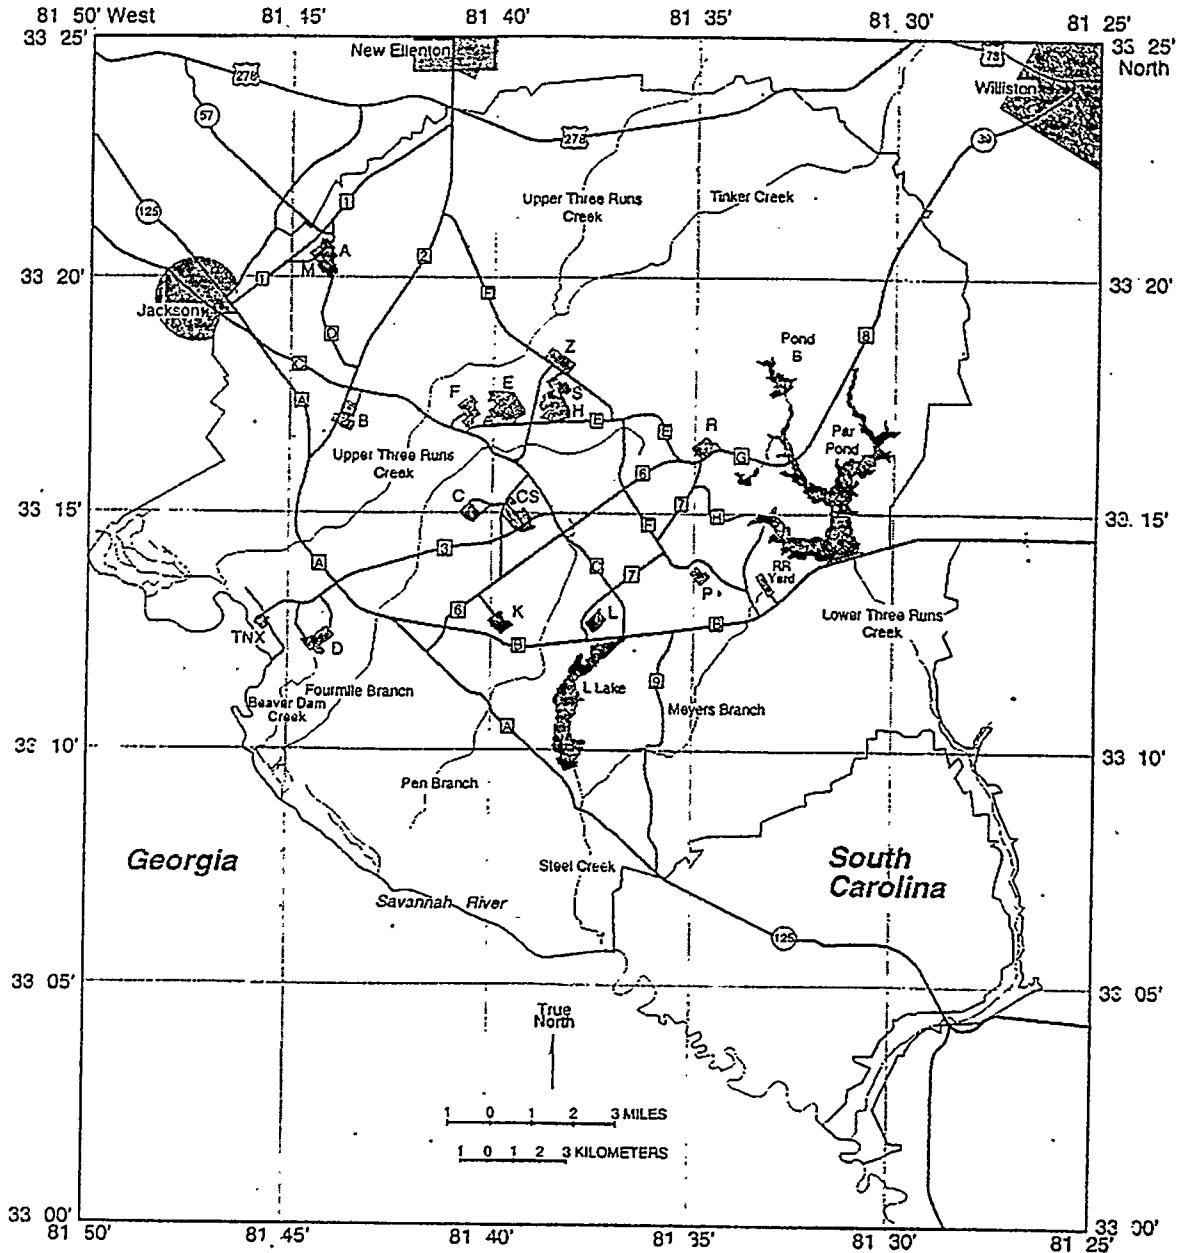 81 50' West
81 15'
81 40'
81 35'
81 30'
81 25'
33 25'
33 25'
North
New Ellenton
278
73
Williston
57
278
39
125
1
Upper Three Runs
Creek
Tinker Creek
A
2
M
1
33 20'
33 20'
F
Jackson
D
8
Pond
B
Z
C
F
E
S
A
B
H
E
E
R
Par
Pond
Upper Three Runs
Creek
G
6
C
CS
7
33 15'
33 15'
H
F
3
A
C
7
RR
Yard
P
6
K
L
Lower Three Runs
Creek
TNX
D
B
B
Fourmile Branch
L Lake
9
Beaver Dam
Creek
Meyers Branch
A
33 10'
33 10'
Pen Branch
Georgia
South
Carolina
Steel Creek
Savannah River
125
33 05'
33 05'
True
North
1 0 1 2 3 MILES
1 0 1 2 3 KILOMETERS
33 00'
33 00'
81 50'
81 45'
81 40'
81 35'
81 30'
81 25'